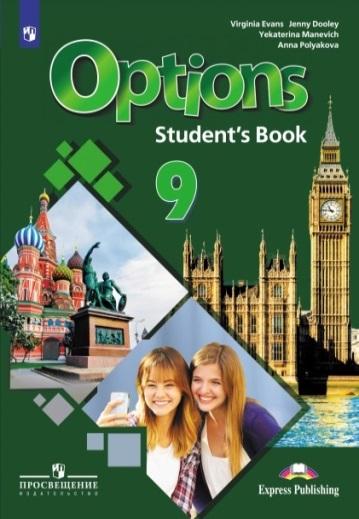 Virginia Evans Jenny Dooley
Yekaterina Manevich
Anna Polyakova
Options
Student's Book
9
ПРОСВЕЩЕНИЕ
ИЗДАТЕЛЬСТВО
Express Publishing